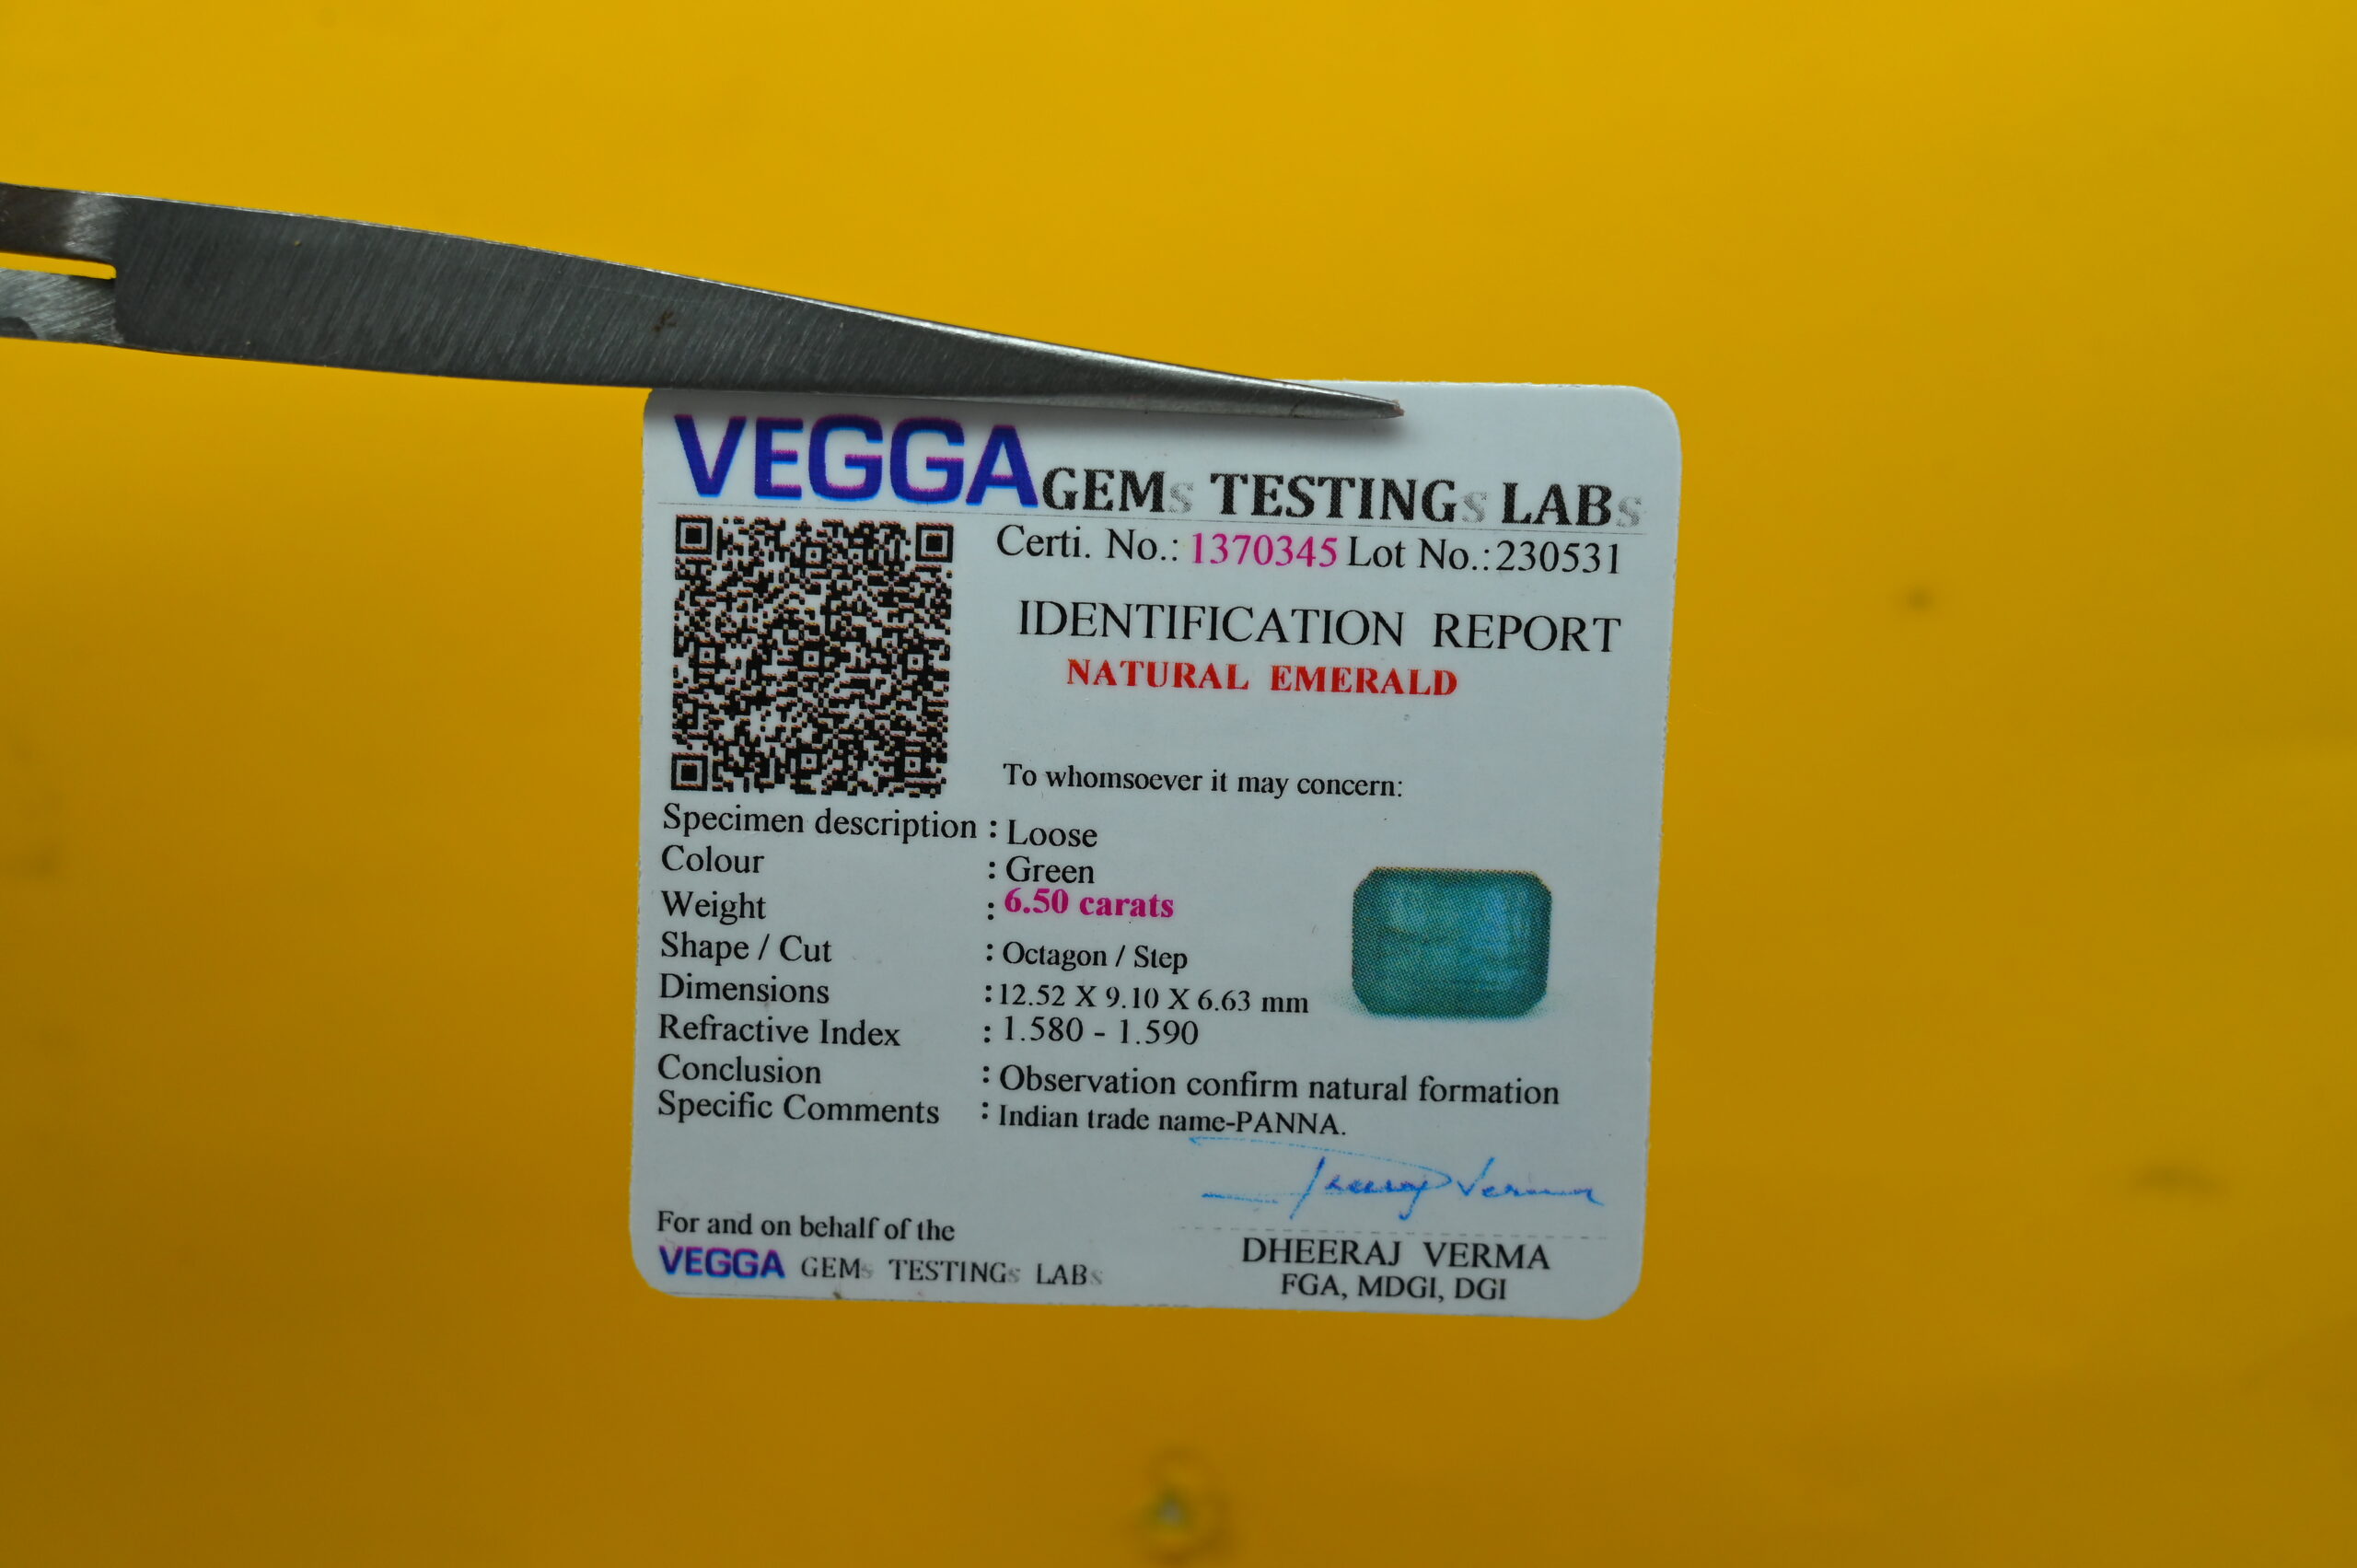 VEGGA GEMs TESTINGs LABs
Certi. No.: 1370345 Lot No.:230531
IDENTIFICATION REPORT
NATURAL EMERALD
To whomsoever it may concern:
Specimen description : Loose
Colour : Green
Weight : 6.50 carats
Shape / Cut : Octagon / Step
Dimensions :12.52 X 9.10 X 6.63 mm
Refractive Index : 1.580 - 1.590
Conclusion : Observation confirm natural formation
Specific Comments : Indian trade name-PANNA.
Dheeraj Verma
For and on behalf of the
VEGGA GEMs TESTINGs LABs
DHEERAJ VERMA
FGA, MDGI, DGI